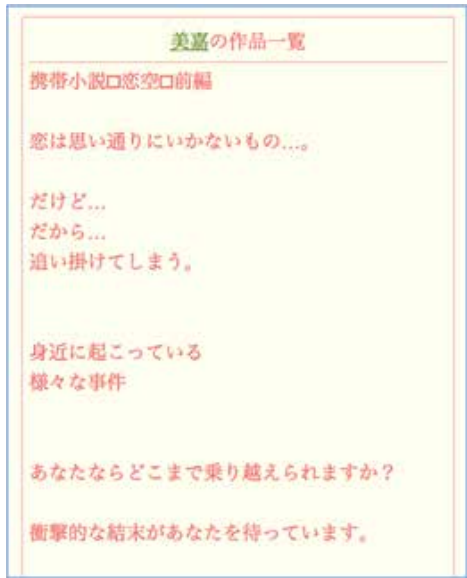 美嘉の作品一覧
携帯小説□恋空□前編
恋は思い通りにいかないもの…。
だけど…
だから…
追い掛けてしまう。
身近に起こっている
様々な事件
あなたならどこまで乗り越えられますか？
衝撃的な結末があなたを待っています。